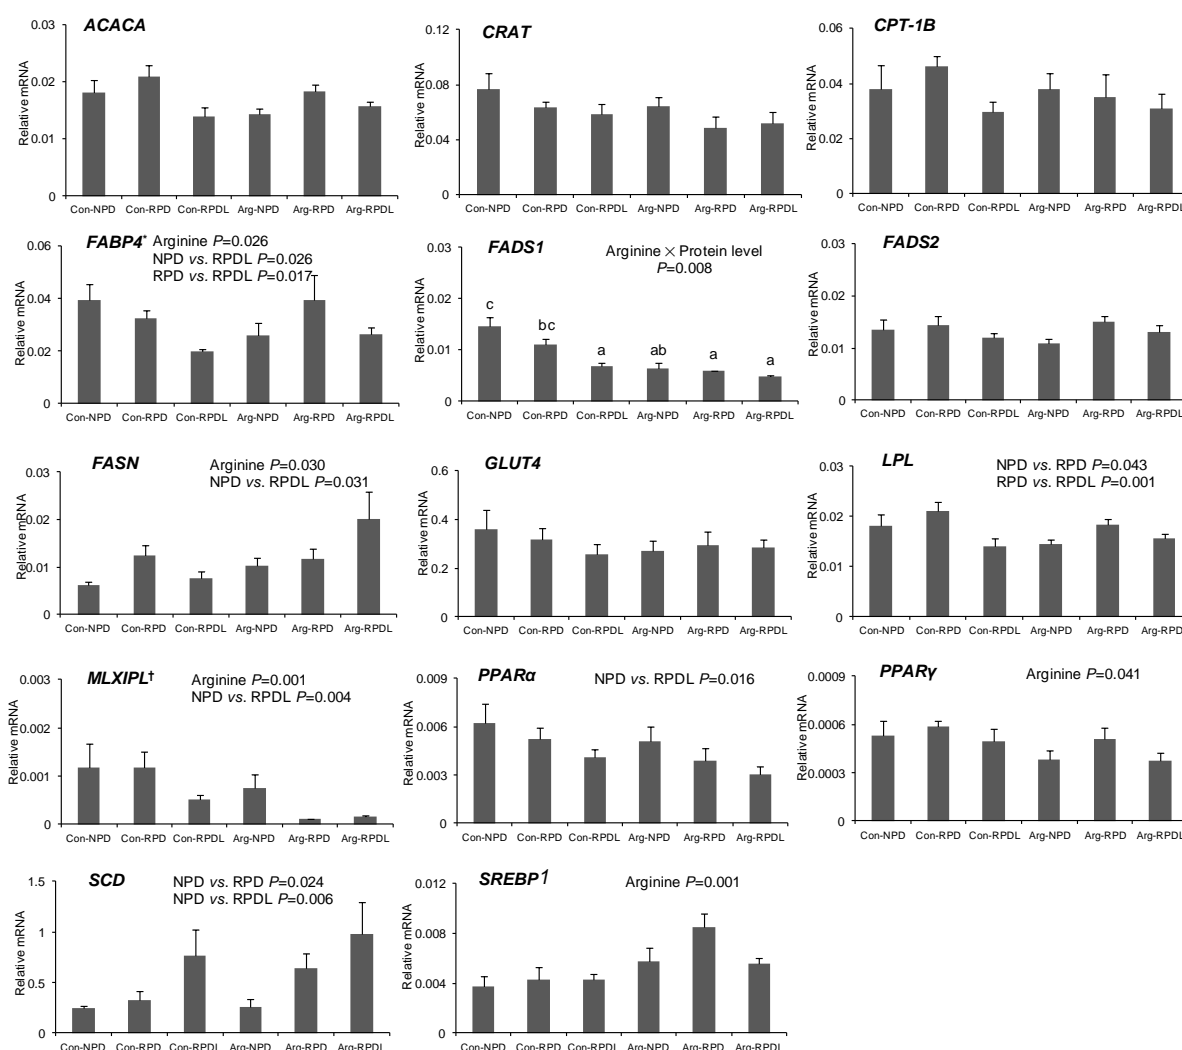 ACACA
0.03
0.02
0.01
0
Relative mRNA
Con-NPD Con-RPD Con-RPDL Arg-NPD Arg-RPD Arg-RPDL
CRAT
0.12
0.08
0.04
0.00
Relative mRNA
Con-NPD Con-RPD Con-RPDL Arg-NPD Arg-RPD Arg-RPDL
CPT-1B
0.06
0.04
0.02
0
Relative mRNA
Con-NPD Con-RPD Con-RPDL Arg-NPD Arg-RPD Arg-RPDL
FABP4* Arginine P=0.026
NPD vs. RPDL P=0.026
RPD vs. RPDL P=0.017
0.06
0.04
0.02
0
Relative mRNA
Con-NPD Con-RPD Con-RPDL Arg-NPD Arg-RPD Arg-RPDL
FADS1
Arginine × Protein level
P=0.008
0.03
0.02
0.01
0
Relative mRNA
c bc a ab a a
Con-NPD Con-RPD Con-RPDL Arg-NPD Arg-RPD Arg-RPDL
FADS2
0.03
0.02
0.01
0
Relative mRNA
Con-NPD Con-RPD Con-RPDL Arg-NPD Arg-RPD Arg-RPDL
FASN
Arginine P=0.030
NPD vs. RPDL P=0.031
0.03
0.02
0.01
0
Relative mRNA
Con-NPD Con-RPD Con-RPDL Arg-NPD Arg-RPD Arg-RPDL
GLUT4
0.6
0.4
0.2
0
Relative mRNA
Con-NPD Con-RPD Con-RPDL Arg-NPD Arg-RPD Arg-RPDL
LPL
NPD vs. RPD P=0.043
RPD vs. RPDL P=0.001
0.03
0.02
0.01
0
Relative mRNA
Con-NPD Con-RPD Con-RPDL Arg-NPD Arg-RPD Arg-RPDL
MLXIPL†
Arginine P=0.001
NPD vs. RPDL P=0.004
0.003
0.002
0.001
0
Relative mRNA
Con-NPD Con-RPD Con-RPDL Arg-NPD Arg-RPD Arg-RPDL
PPARα
NPD vs. RPDL P=0.016
0.009
0.006
0.003
0
Relative mRNA
Con-NPD Con-RPD Con-RPDL Arg-NPD Arg-RPD Arg-RPDL
PPARγ
Arginine P=0.041
0.0009
0.0006
0.0003
0
Relative mRNA
Con-NPD Con-RPD Con-RPDL Arg-NPD Arg-RPD Arg-RPDL
SCD
NPD vs. RPD P=0.024
NPD vs. RPDL P=0.006
1.5
1
0.5
0
Relative mRNA
Con-NPD Con-RPD Con-RPDL Arg-NPD Arg-RPD Arg-RPDL
SREBP1
Arginine P=0.001
0.012
0.008
0.004
0
Relative mRNA
Con-NPD Con-RPD Con-RPDL Arg-NPD Arg-RPD Arg-RPDL